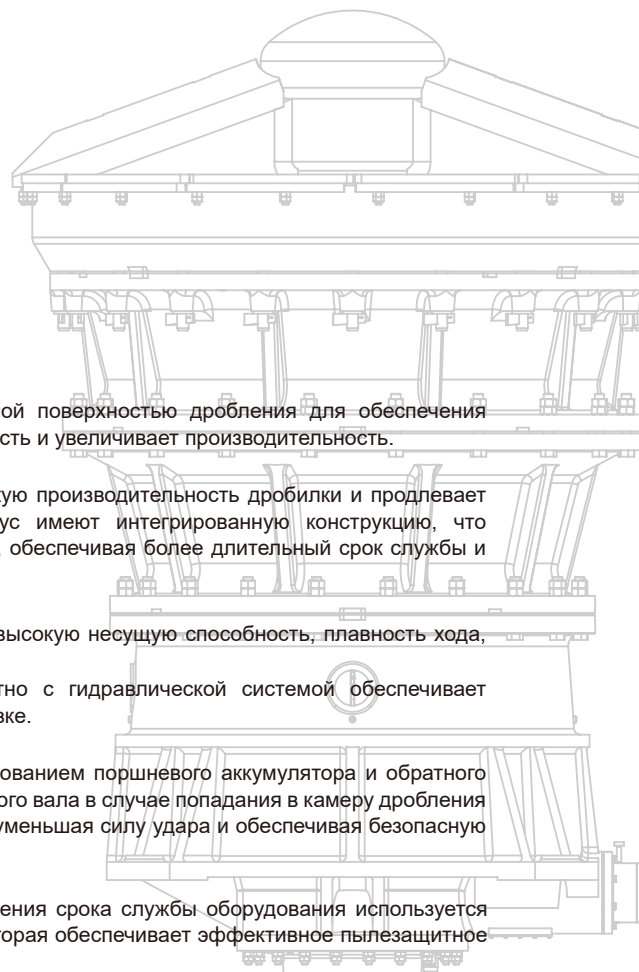 ой поверхностью дробления для обеспечения
сть и увеличивает производительность.
кую производительность дробилки и продлевает
ус имеют интегрированную конструкцию, что
обеспечивая более длительный срок службы и
высокую несущую способность, плавность хода,
тно с гидравлической системой обеспечивает
вке.
ованием поршневого аккумулятора и обратного
ого вала в случае попадания в камеру дробления
уменьшая силу удара и обеспечивая безопасную
ения срока службы оборудования используется
торая обеспечивает эффективное пылезащитное